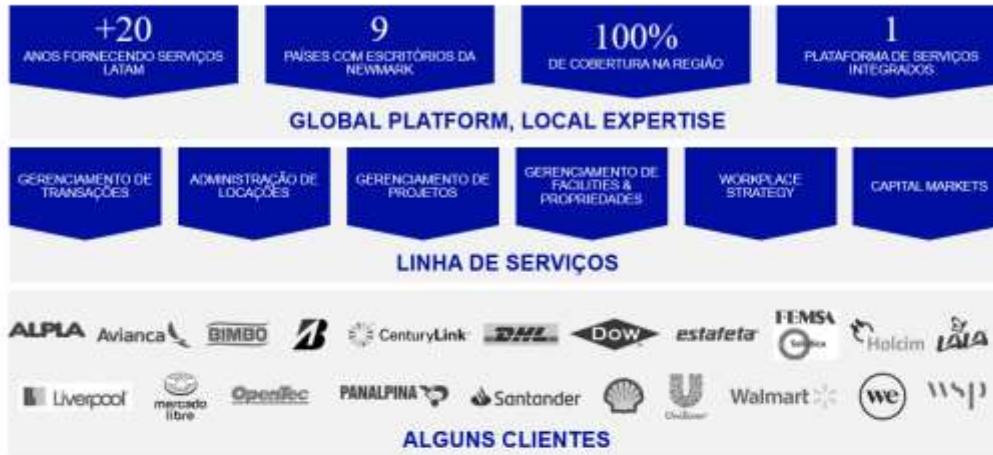 +20
ANOS FORNECENDO SERVIÇOS
LATAM
9
PAÍSES COM ESCRITÓRIOS DA
NEWMARK
100%
DE COBERTURA NA REGIÃO
1
PLATAFORMA DE SERVIÇOS
INTEGRADOS
GLOBAL PLATFORM, LOCAL EXPERTISE
GERENCIAMENTO DE
TRANSAÇÕES
ADMINISTRAÇÃO DE
LOCAÇÕES
GERENCIAMENTO DE
PROJETOS
GERENCIAMENTO DE
FACILITIES &
PROPRIEDADES
WORKPLACE
STRATEGY
CAPITAL MARKETS
LINHA DE SERVIÇOS
ALPLA
Avianca
BIMBO
CenturyLink
DHL
Dow
estafeta
FEMSA
Holcim
LALA
Liverpool
mercado
libre
OpenTec
PANALPINA
Santander
Unilever
Walmart
we
wsp
ALGUNS CLIENTES